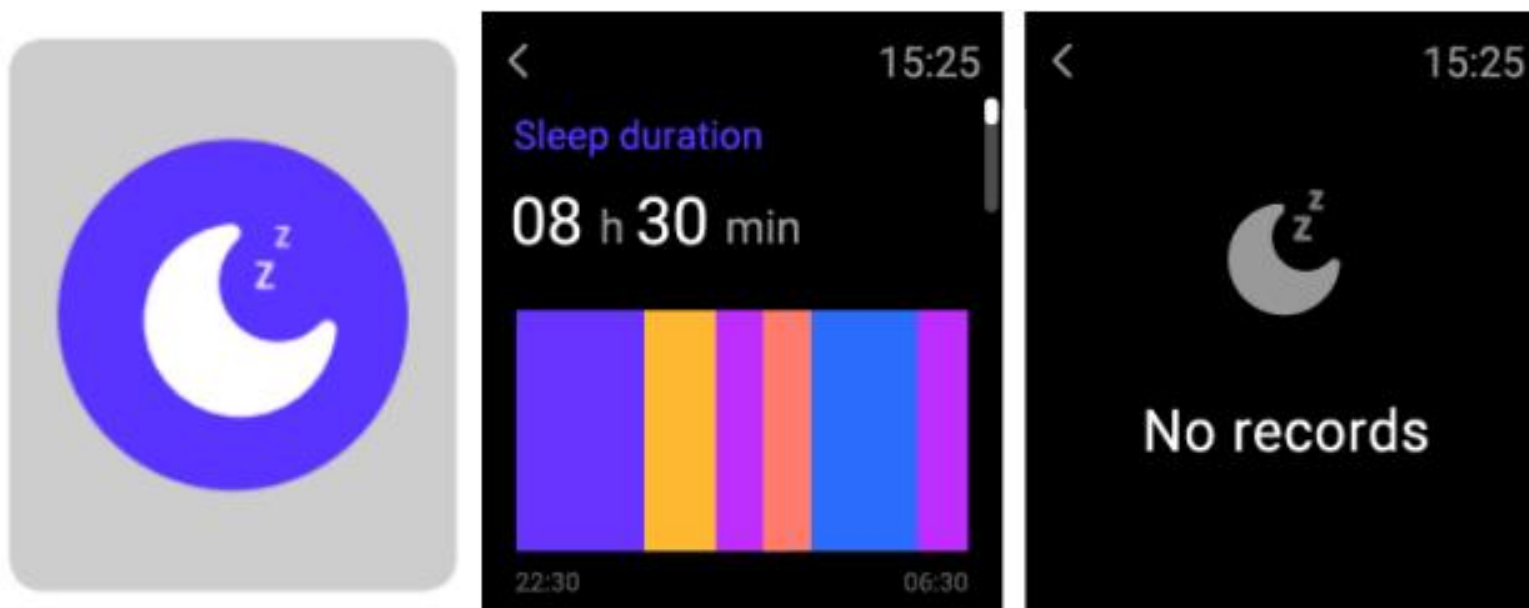 z
z
15:25
Sleep duration
08 h 30 min
22:30 06:30
15:25
z
z
No records